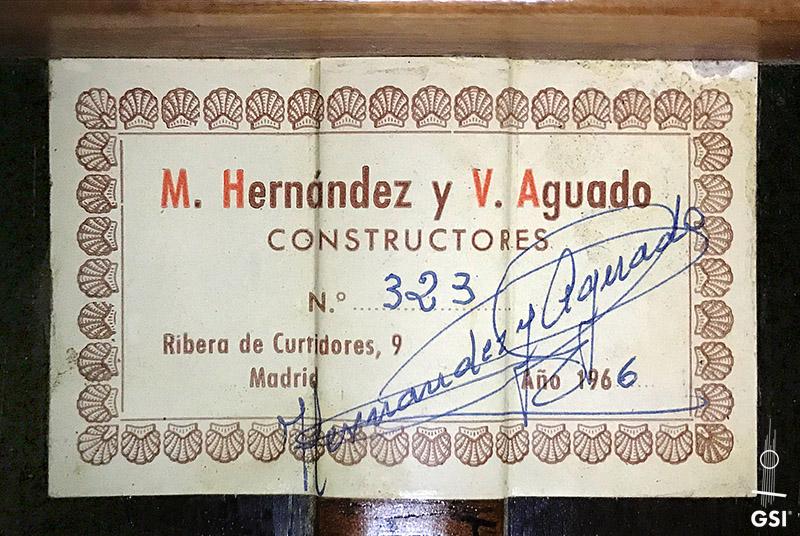 M. Hernández y V. Aguado
CONSTRUCTORES
N.º 323
Ribera de Curtidores, 9
Madrid
Año 1966
Hernandez y Aguado
GSI